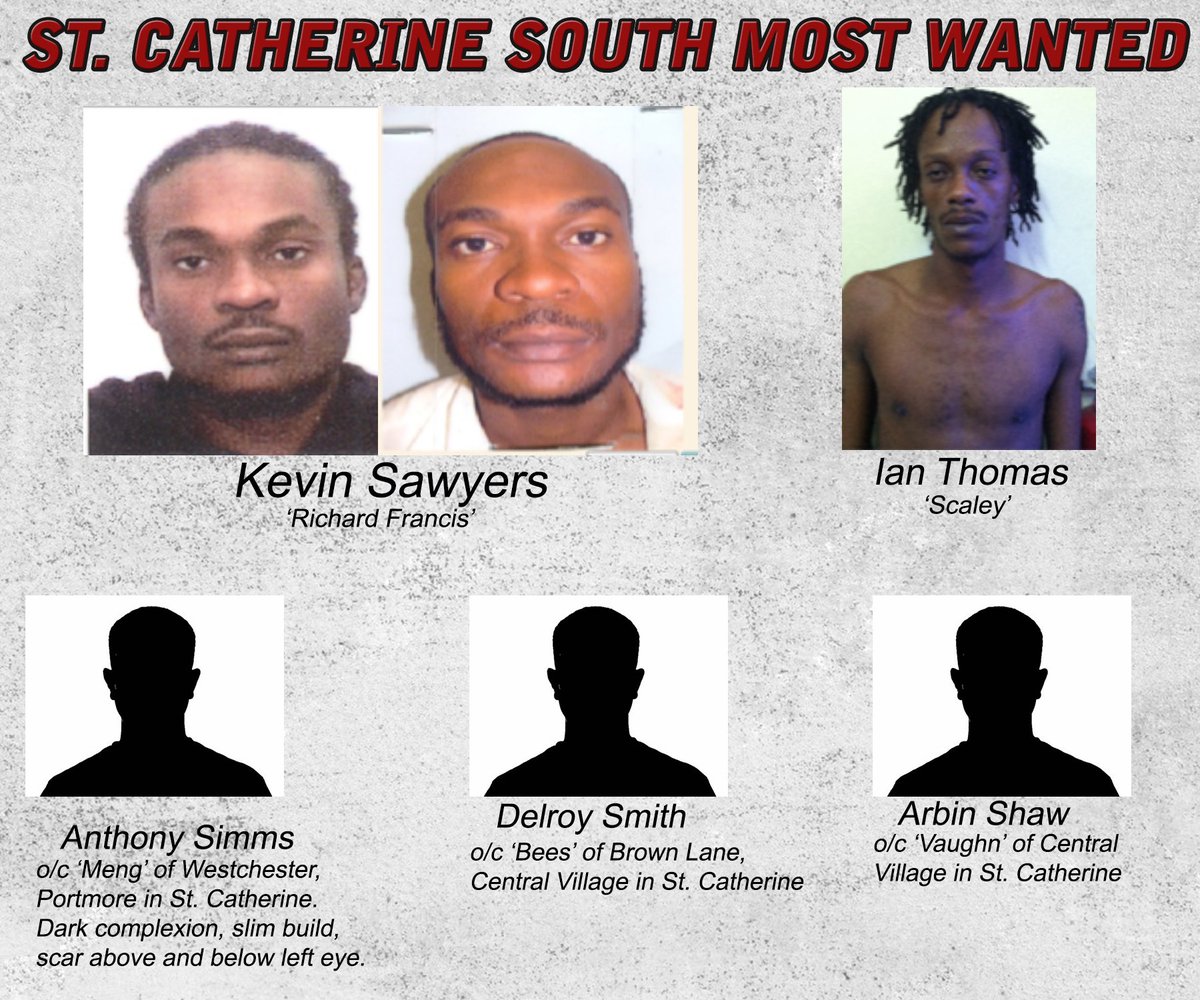 ST. CATHERINE SOUTH MOST WANTED
Kevin Sawyers
‘Richard Francis’
Ian Thomas
‘Scaley’
Anthony Simms
o/c ‘Meng’ of Westchester,
Portmore in St. Catherine.
Dark complexion, slim build,
scar above and below left eye.
Delroy Smith
o/c ‘Bees’ of Brown Lane,
Central Village in St. Catherine
Arbin Shaw
o/c ‘Vaughn’ of Central
Village in St. Catherine